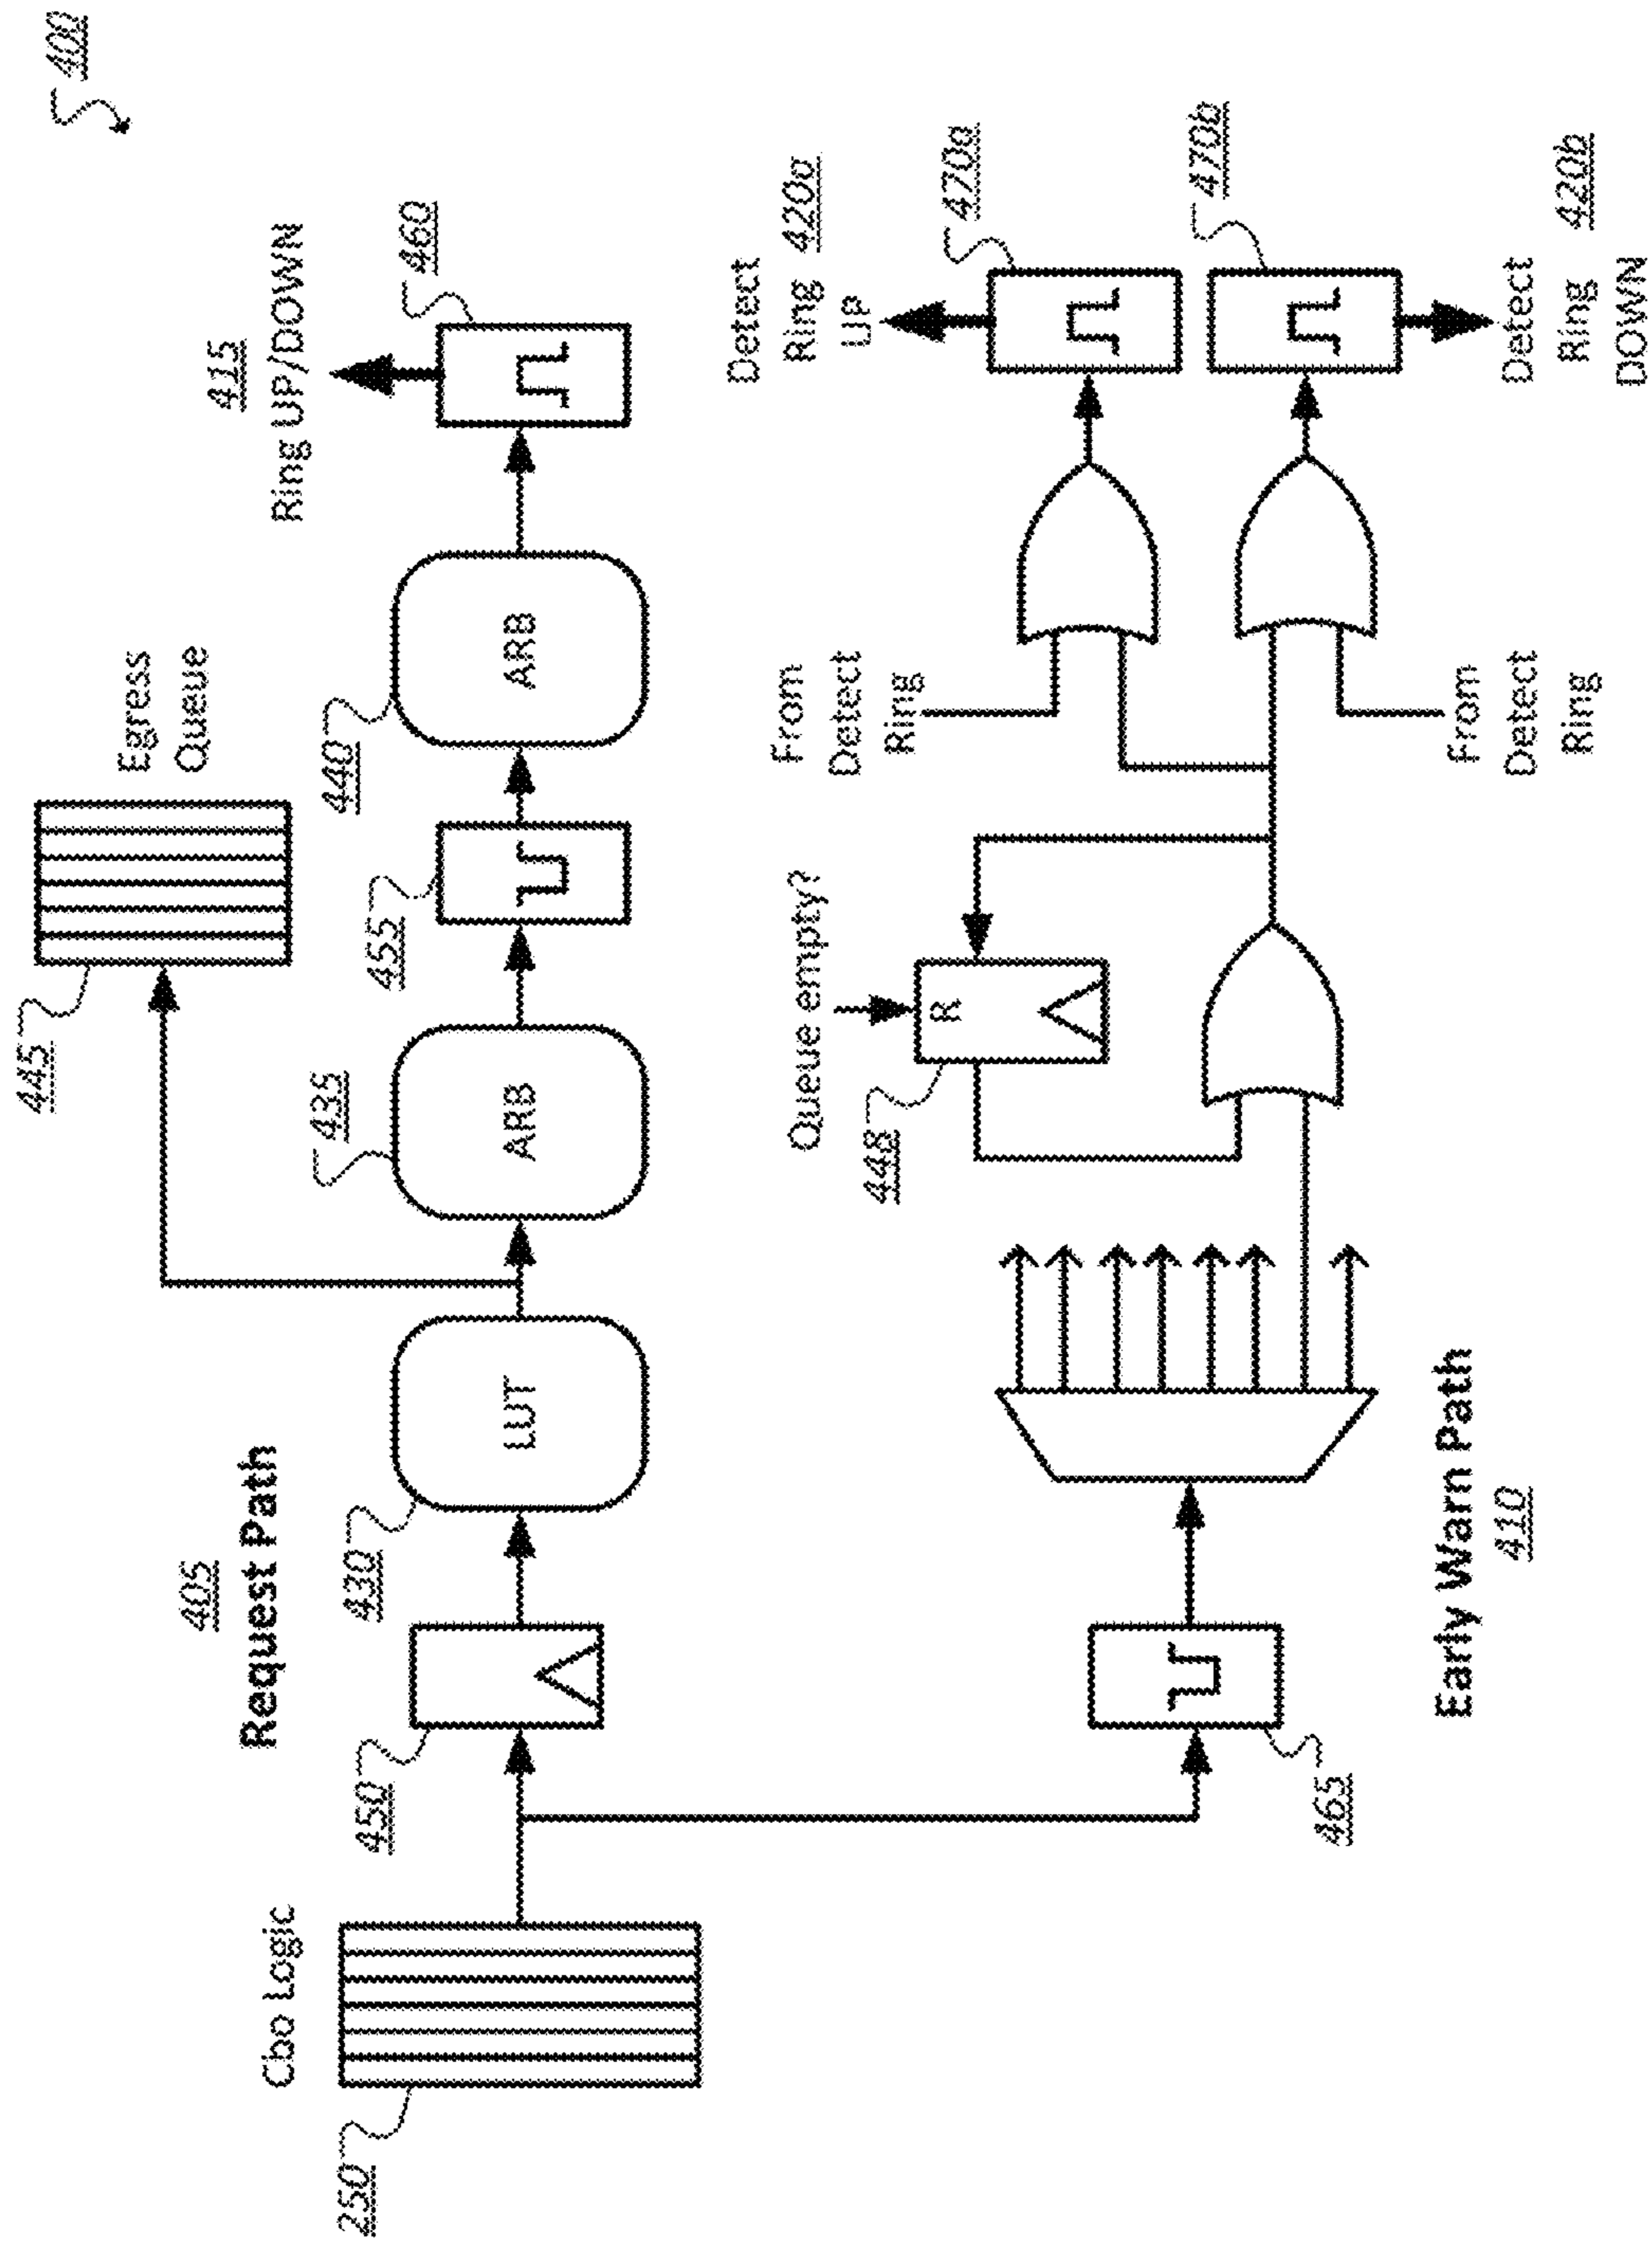 400
405
Request Path
415
Ring UP/DOWN
Egress
Queue
445
Cbo Logic
250
450
430
LUT
435
ARB
455
440
ARB
460
Queue empty?
448
R
From
Detect
Ring
Detect
Ring 420a
UP
470a
470b
From
Detect
Ring
Detect
Ring 420b
DOWN
465
Early Warn Path
410